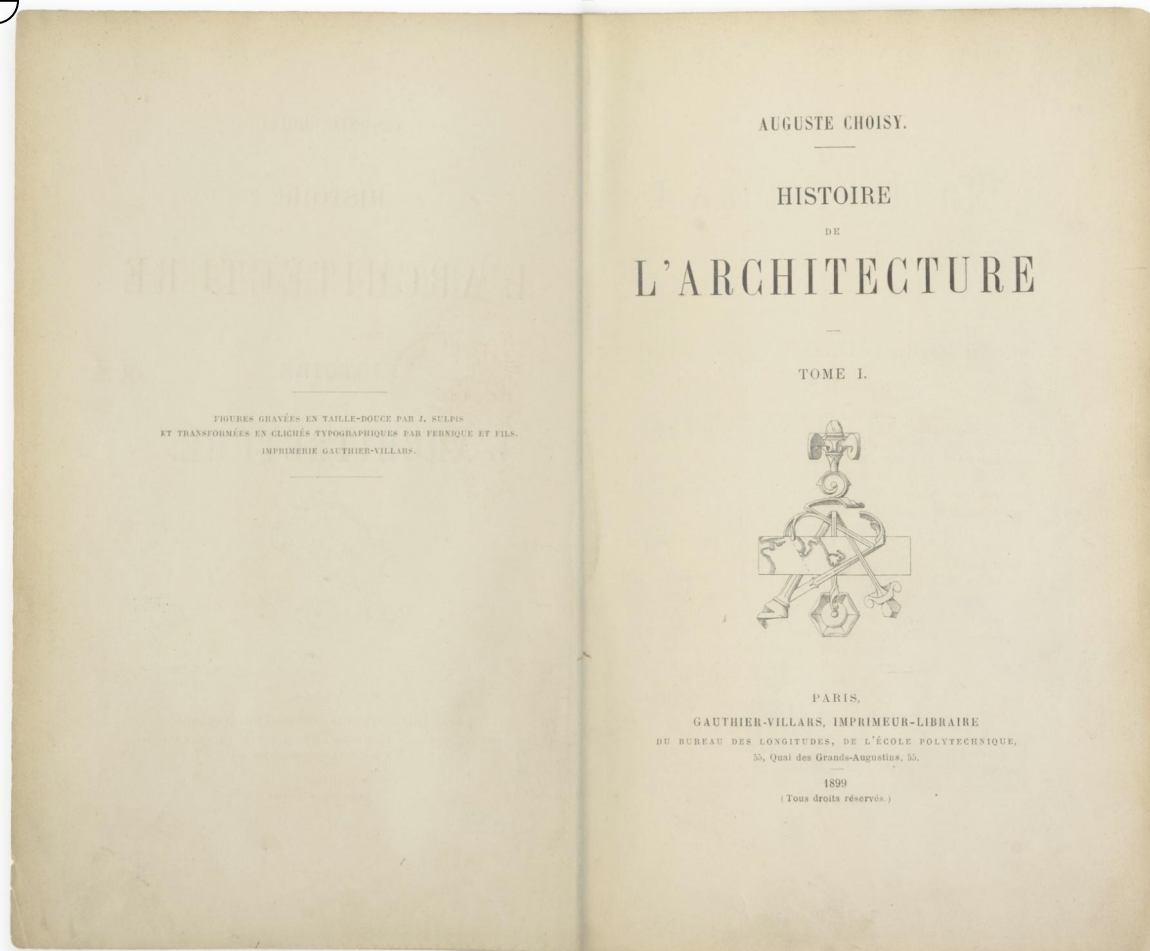 FIGURES GRAVÉES EN TAILLE-DOUCE PAR J. SULPIS
ET TRANSFORMÉES EN CLICHÉS TYPOGRAPHIQUES PAR FERNIQUE ET FILS.
IMPRIMERIE GAUTHIER-VILLARS.
AUGUSTE CHOISY.
HISTOIRE
DE
L'ARCHITECTURE
TOME I.
PARIS,
GAUTHIER-VILLARS, IMPRIMEUR-LIBRAIRE
DU BUREAU DES LONGITUDES, DE L'ÉCOLE POLYTECHNIQUE,
55, Quai des Grands-Augustins, 55.
1899
(Tous droits réservés.)